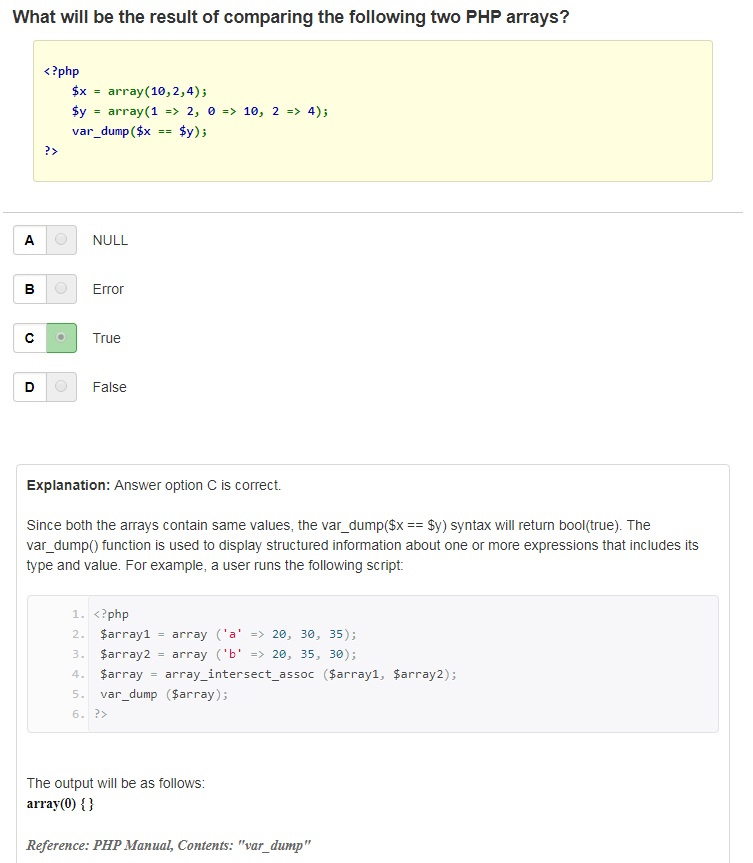 What will be the result of comparing the following two PHP arrays?
<?php
$x = array(10,2,4);
$y = array(1 => 2, 0 => 10, 2 => 4);
var_dump($x == $y);
?>
A NULL
B Error
C True
D False
Explanation: Answer option C is correct.
Since both the arrays contain same values, the var_dump($x == $y) syntax will return bool(true). The
var_dump() function is used to display structured information about one or more expressions that includes its
type and value. For example, a user runs the following script:
1. <?php
2. $array1 = array ('a' => 20, 30, 35);
3. $array2 = array ('b' => 20, 35, 30);
4. $array = array_intersect_assoc ($array1, $array2);
5. var_dump ($array);
6. ?>
The output will be as follows:
array(0) { }
Reference: PHP Manual, Contents: "var_dump"